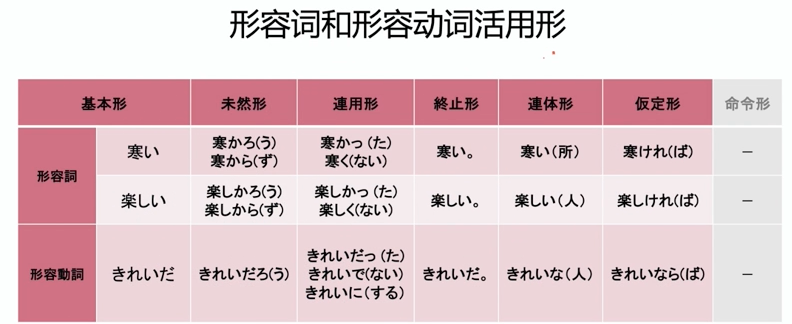 形容词和形容动词活用形
基本形 未然形 連用形 終止形 連体形 仮定形 命令形
形容詞
寒い
寒かろ(う)
寒から(ず)
寒かっ(た)
寒く(ない)
寒い。
寒い(所)
寒けれ(ば)
—
楽しい
楽しかろ(う)
楽しから(ず)
楽しかっ(た)
楽しく(ない)
楽しい。
楽しい(人)
楽しけれ(ば)
—
形容動詞
きれいだ
きれいだろ(う)
きれいだっ(た)
きれいで(ない)
きれいに(する)
きれいだ。
きれいな(人)
きれいなら(ば)
—